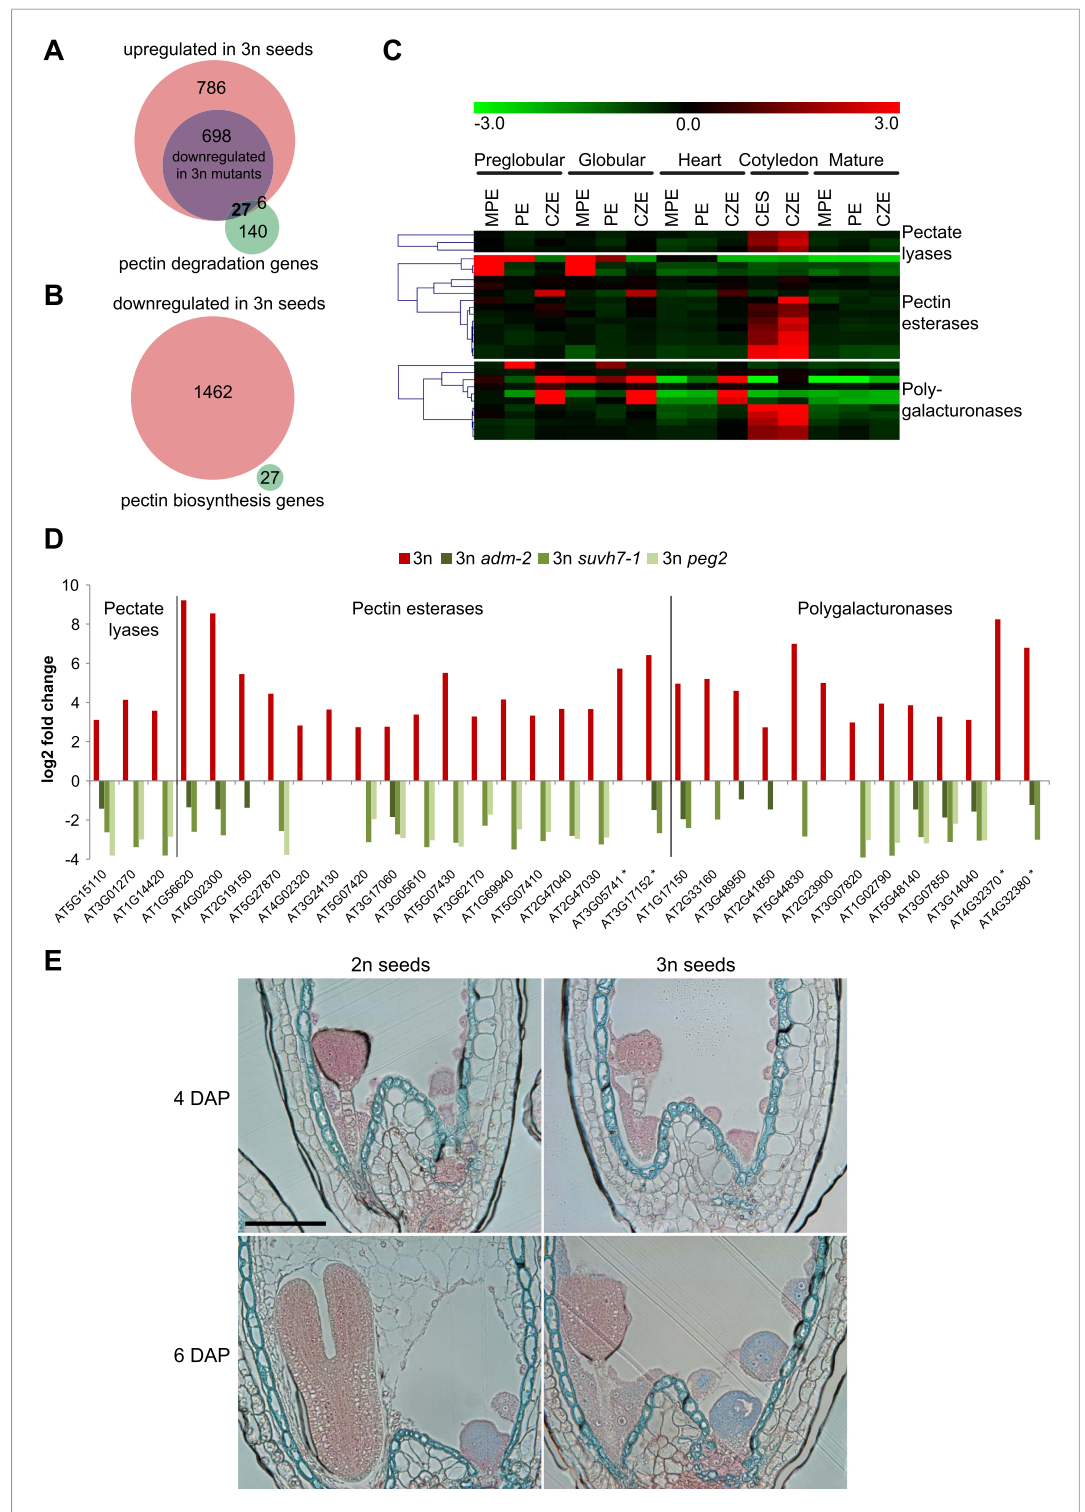 A
upregulated in 3n seeds
786
698
downregulated
in 3n mutants
27
6
140
pectin degradation genes
B
downregulated in 3n seeds
1462
27
pectin biosynthesis genes
C
-3.0
0.0
3.0
Preglobular
Globular
Heart
Cotyledon
Mature
MPE
PE
CZE
MPE
PE
CZE
MPE
PE
CZE
CES
CZE
MPE
PE
CZE
Pectate
lyases
Pectin
esterases
Poly-
galacturonases
D
3n
3n adm-2
3n suvh7-1
3n peg2
log2 fold change
10
8
6
4
2
0
-2
-4
Pectate
lyases
Pectin esterases
Polygalacturonases
AT5G15110
AT3G01270
AT1G14420
AT1G56620
AT4G02300
AT2G19150
AT5G27870
AT4G02320
AT3G24130
AT5G07420
AT3G17060
AT3G05610
AT5G07430
AT3G62170
AT1G69940
AT5G07410
AT2G47040
AT2G47030
AT3G05741 *
AT3G17152 *
AT1G17150
AT2G33160
AT3G48950
AT2G41850
AT5G44830
AT2G23900
AT3G07820
AT1G02790
AT5G48140
AT3G07850
AT3G14040
AT4G32370 *
AT4G32380 *
E
2n seeds
3n seeds
4 DAP
6 DAP